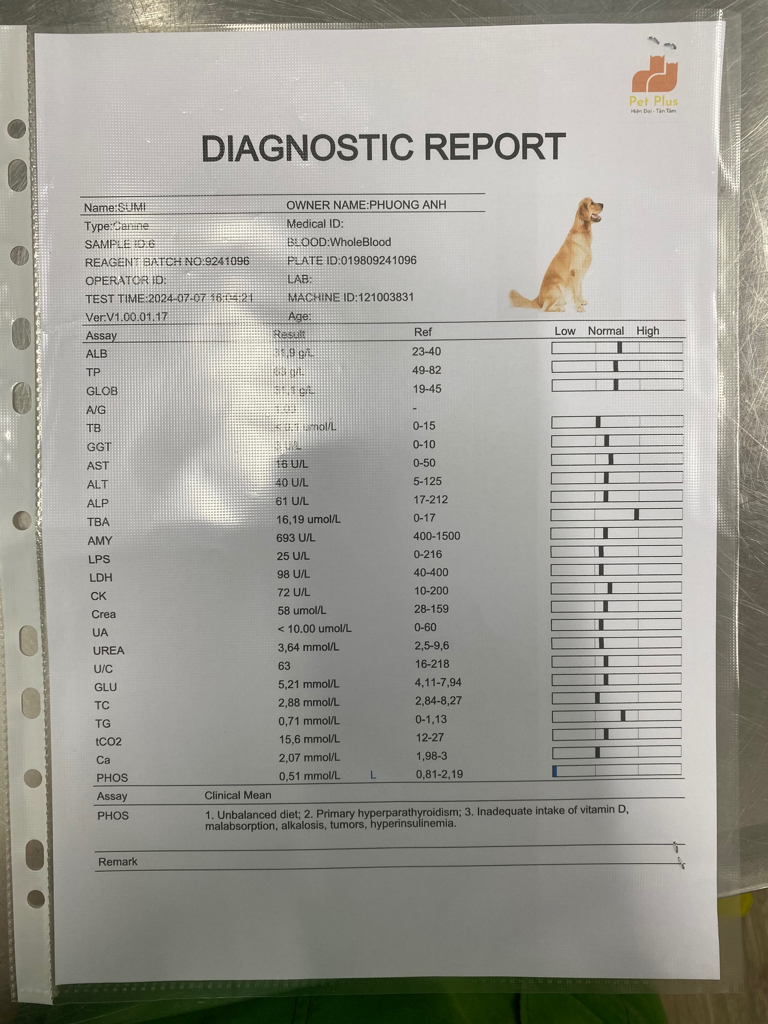 Pet Plus
Hiện Đại - Tận Tâm
DIAGNOSTIC REPORT
Name:SUMI OWNER NAME:PHUONG ANH
Type:Canine Medical ID:
SAMPLE ID:6 BLOOD:WholeBlood
REAGENT BATCH NO:9241096 PLATE ID:019809241096
OPERATOR ID: LAB:
TEST TIME:2024-07-07 16:04:21 MACHINE ID:121003831
Ver:V1.00.01.17 Age:
Assay Result Ref Low Normal High
ALB 31,9 g/L 23-40
TP 63 g/L 49-82
GLOB 31,1 g/L 19-45
A/G 1.03 -
TB < 0.1 umol/L 0-15
GGT U/L 0-10
AST 16 U/L 0-50
ALT 40 U/L 5-125
ALP 61 U/L 17-212
TBA 16,19 umol/L 0-17
AMY 693 U/L 400-1500
LPS 25 U/L 0-216
LDH 98 U/L 40-400
CK 72 U/L 10-200
Crea 58 umol/L 28-159
UA < 10.00 umol/L 0-60
UREA 3,64 mmol/L 2,5-9,6
U/C 63 16-218
GLU 5,21 mmol/L 4,11-7,94
TC 2,88 mmol/L 2,84-8,27
TG 0,71 mmol/L 0-1,13
tCO2 15,6 mmol/L 12-27
Ca 2,07 mmol/L 1,98-3
PHOS 0,51 mmol/L L 0,81-2,19
Assay Clinical Mean
PHOS 1. Unbalanced diet; 2. Primary hyperparathyroidism; 3. Inadequate intake of vitamin D,
malabsorption, alkalosis, tumors, hyperinsulinemia.
Remark